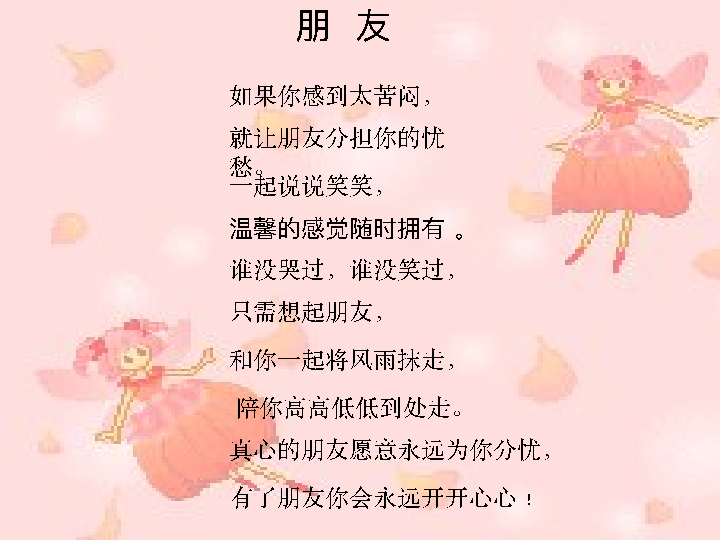 朋 友
如果你感到太苦闷，
就让朋友分担你的忧
愁。
一起说说笑笑，
温馨的感觉随时拥有 。
谁没哭过，谁没笑过，
只需想起朋友，
和你一起将风雨抹走，
陪你高高低低到处走。
真心的朋友愿意永远为你分忧，
有了朋友你会永远开开心心！